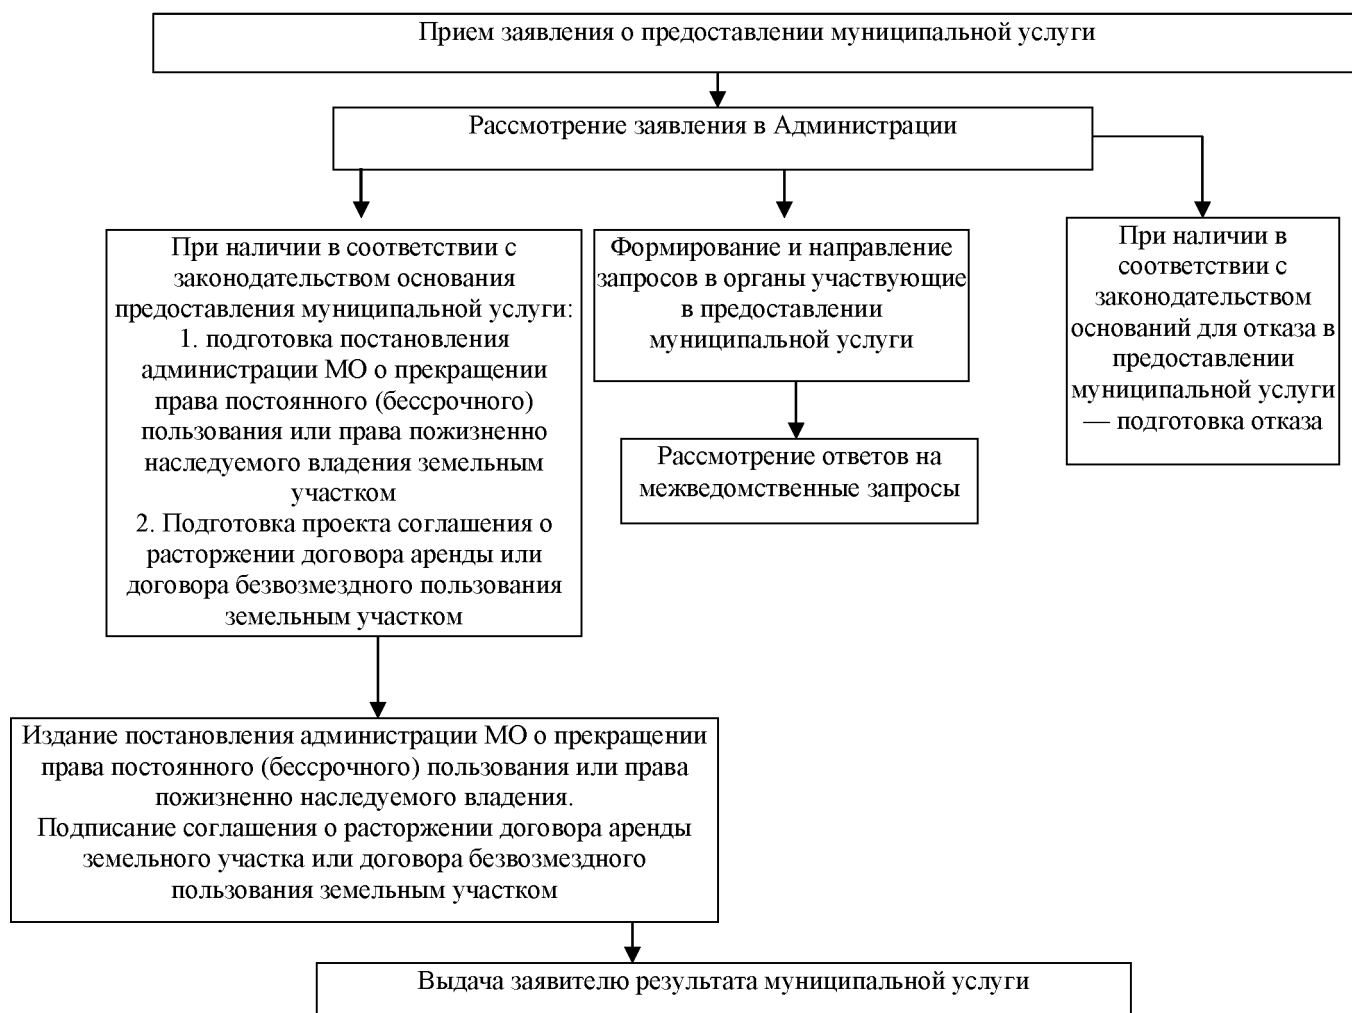 Прием заявления о предоставлении муниципальной услуги
Рассмотрение заявления в Администрации
При наличии в соответствии с
законодательством основания
предоставления муниципальной услуги:
1. подготовка постановления
администрации МО о прекращении
права постоянного (бессрочного)
пользования или права пожизненно
наследуемого владения земельным
участком
2. Подготовка проекта соглашения о
расторжении договора аренды или
договора безвозмездного пользования
земельным участком
Формирование и направление
запросов в органы участвующие
в предоставлении
муниципальной услуги
Рассмотрение ответов на
межведомственные запросы
При наличии в
соответствии с
законодательством
оснований для отказа в
предоставлении
муниципальной услуги
— подготовка отказа
Издание постановления администрации МО о прекращении
права постоянного (бессрочного) пользования или права
пожизненно наследуемого владения.
Подписание соглашения о расторжении договора аренды
земельного участка или договора безвозмездного
пользования земельным участком
Выдача заявителю результата муниципальной услуги